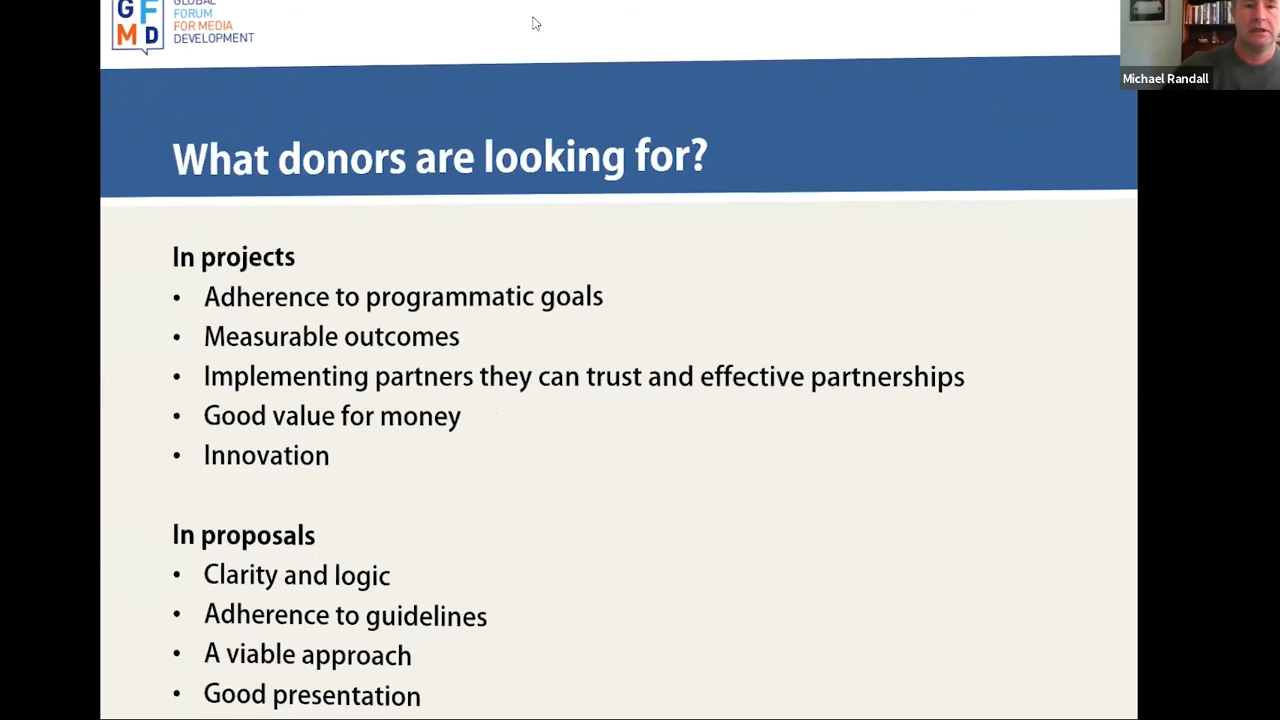 G F
M D
GLOBAL
FORUM
FOR MEDIA
DEVELOPMENT
Michael Randall
What donors are looking for?
In projects
• Adherence to programmatic goals
• Measurable outcomes
• Implementing partners they can trust and effective partnerships
• Good value for money
• Innovation
In proposals
• Clarity and logic
• Adherence to guidelines
• A viable approach
• Good presentation